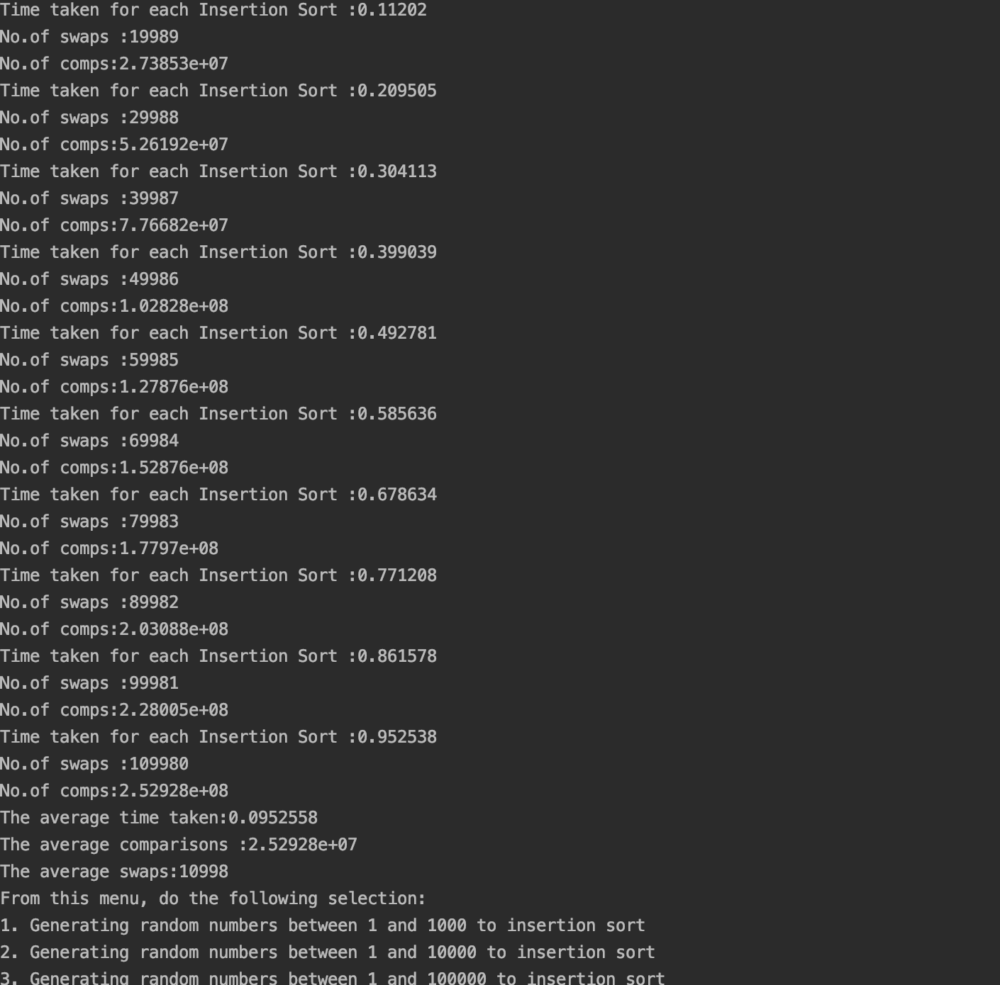 Time taken for each Insertion Sort :0.11202
No.of swaps :19989
No.of comps:2.73853e+07
Time taken for each Insertion Sort :0.209505
No.of swaps :29988
No.of comps:5.26192e+07
Time taken for each Insertion Sort :0.304113
No.of swaps :39987
No.of comps:7.76682e+07
Time taken for each Insertion Sort :0.399039
No.of swaps :49986
No.of comps:1.02828e+08
Time taken for each Insertion Sort :0.492781
No.of swaps :59985
No.of comps:1.27876e+08
Time taken for each Insertion Sort :0.585636
No.of swaps :69984
No.of comps:1.52876e+08
Time taken for each Insertion Sort :0.678634
No.of swaps :79983
No.of comps:1.7797e+08
Time taken for each Insertion Sort :0.771208
No.of swaps :89982
No.of comps:2.03088e+08
Time taken for each Insertion Sort :0.861578
No.of swaps :99981
No.of comps:2.28005e+08
Time taken for each Insertion Sort :0.952538
No.of swaps :109980
No.of comps:2.52928e+08
The average time taken:0.0952558
The average comparisons :2.52928e+07
The average swaps:10998
From this menu, do the following selection:
1. Generating random numbers between 1 and 1000 to insertion sort
2. Generating random numbers between 1 and 10000 to insertion sort
3. Generating random numbers between 1 and 100000 to insertion sort